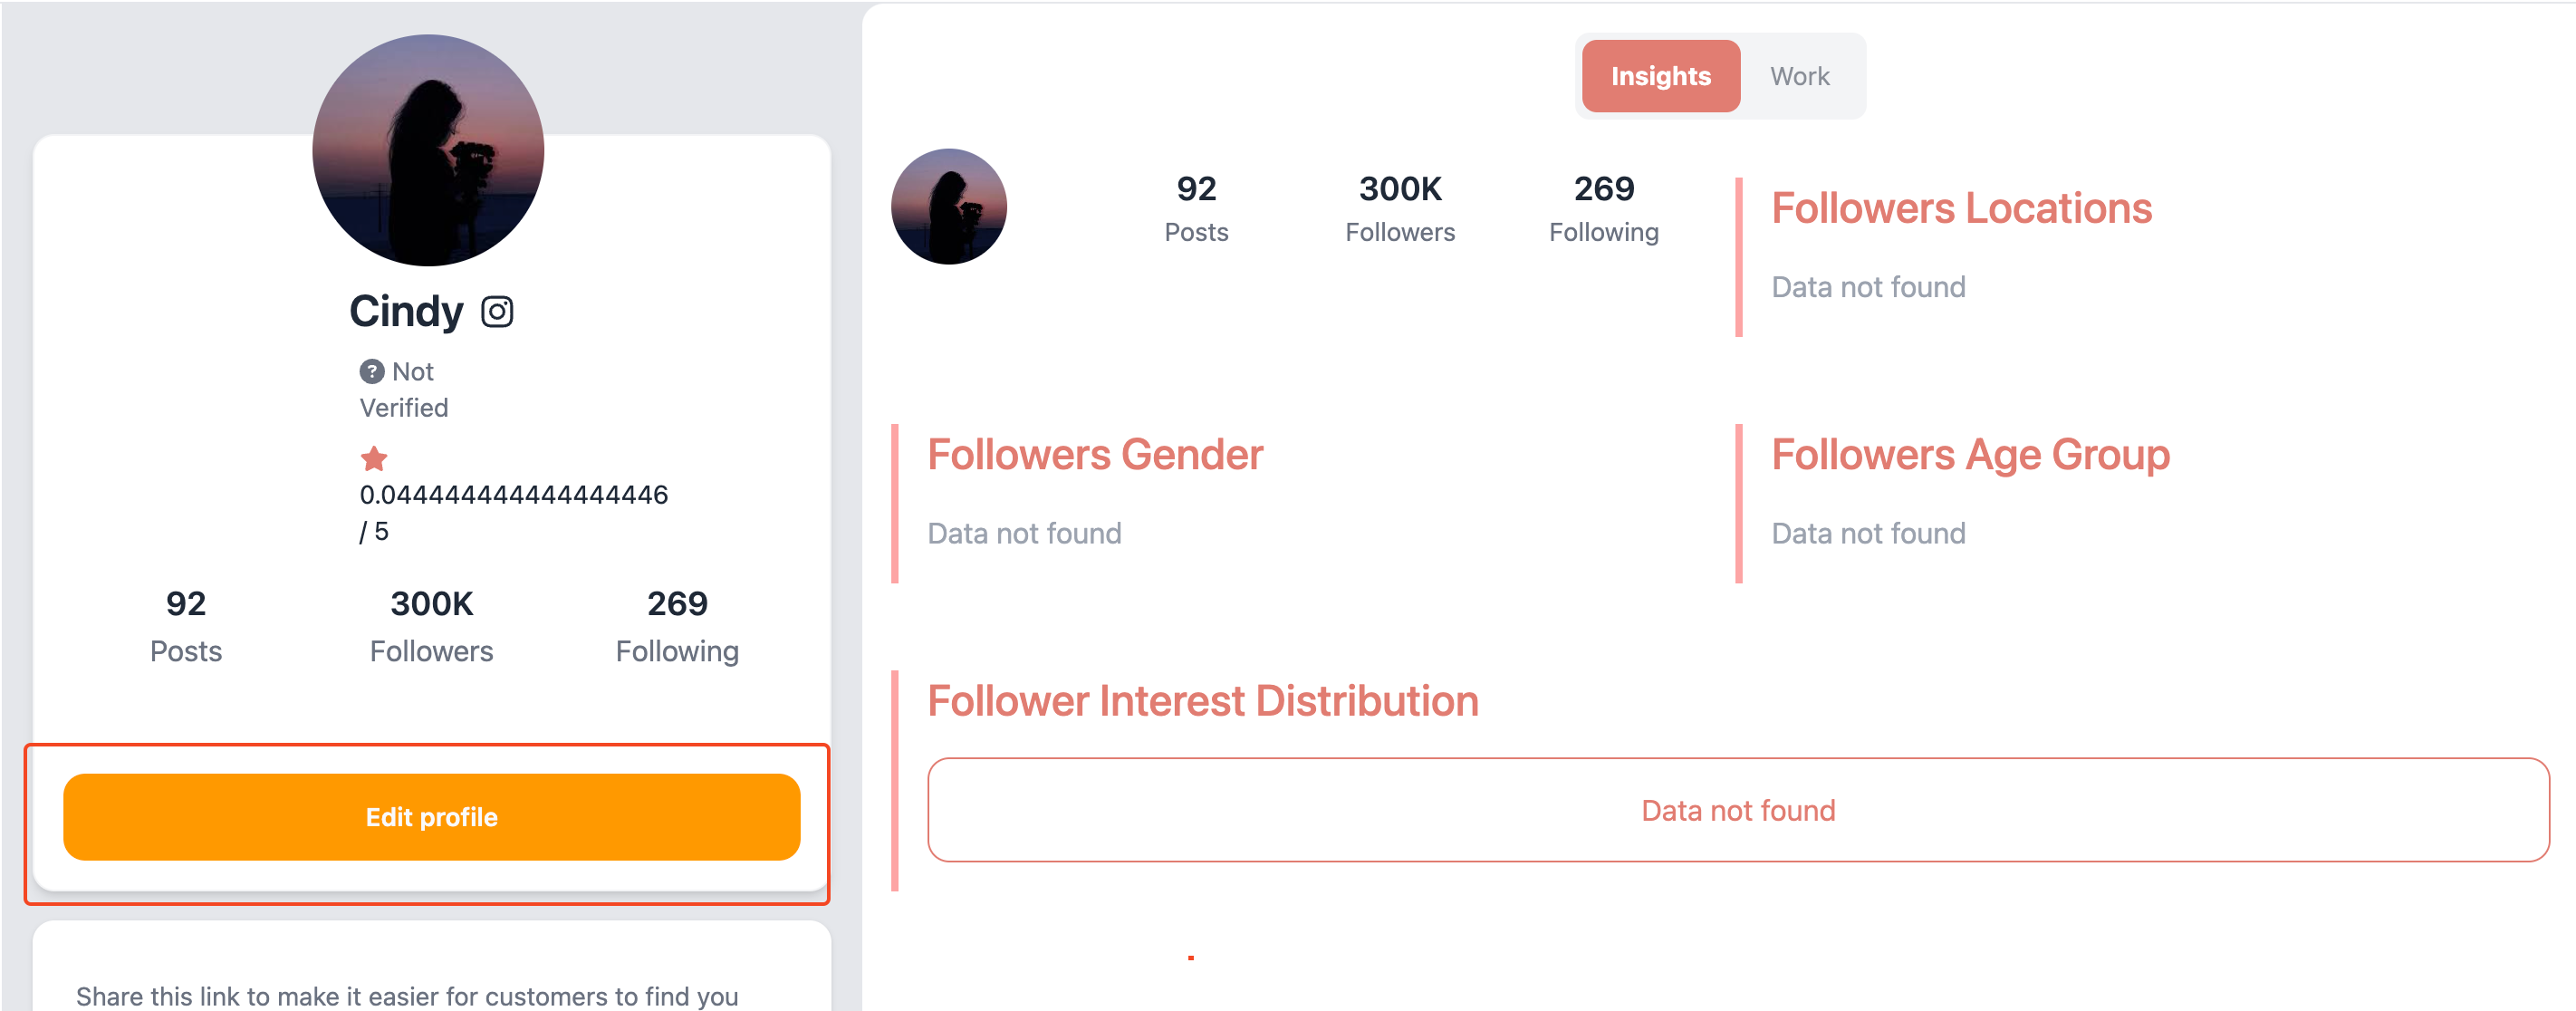 Cindy
Not
Verified
0.044444444444444446
/ 5
92
Posts
300K
Followers
269
Following
Edit profile
Share this link to make it easier for customers to find you
Insights
Work
92
Posts
300K
Followers
269
Following
Followers Locations
Data not found
Followers Gender
Data not found
Followers Age Group
Data not found
Follower Interest Distribution
Data not found